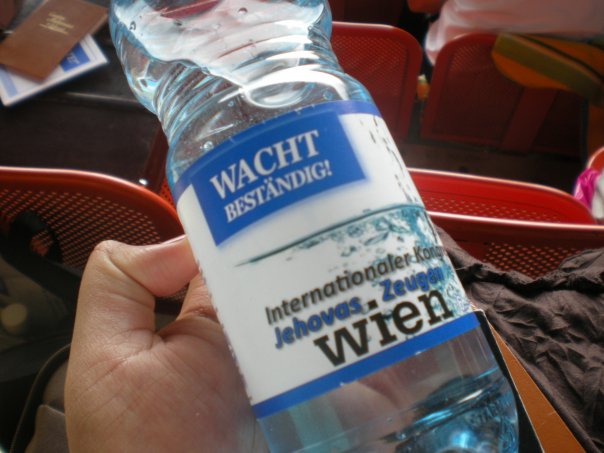 WACHT
BESTÄNDIG!
Internationaler
Jehovas Zeugen
wien